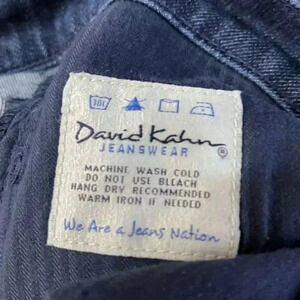 David Kahn ®
JEANSWEAR
MACHINE WASH COLD
DO NOT USE BLEACH
HANG DRY RECOMMENDED
WARM IRON IF NEEDED
We Are a Jeans Nation